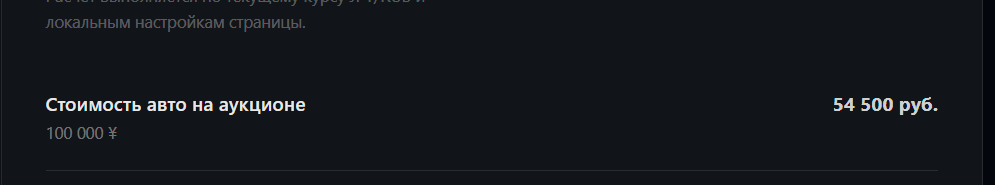 локальным настройкам страницы.
Стоимость авто на аукционе
54 500 руб.
100 000 ¥